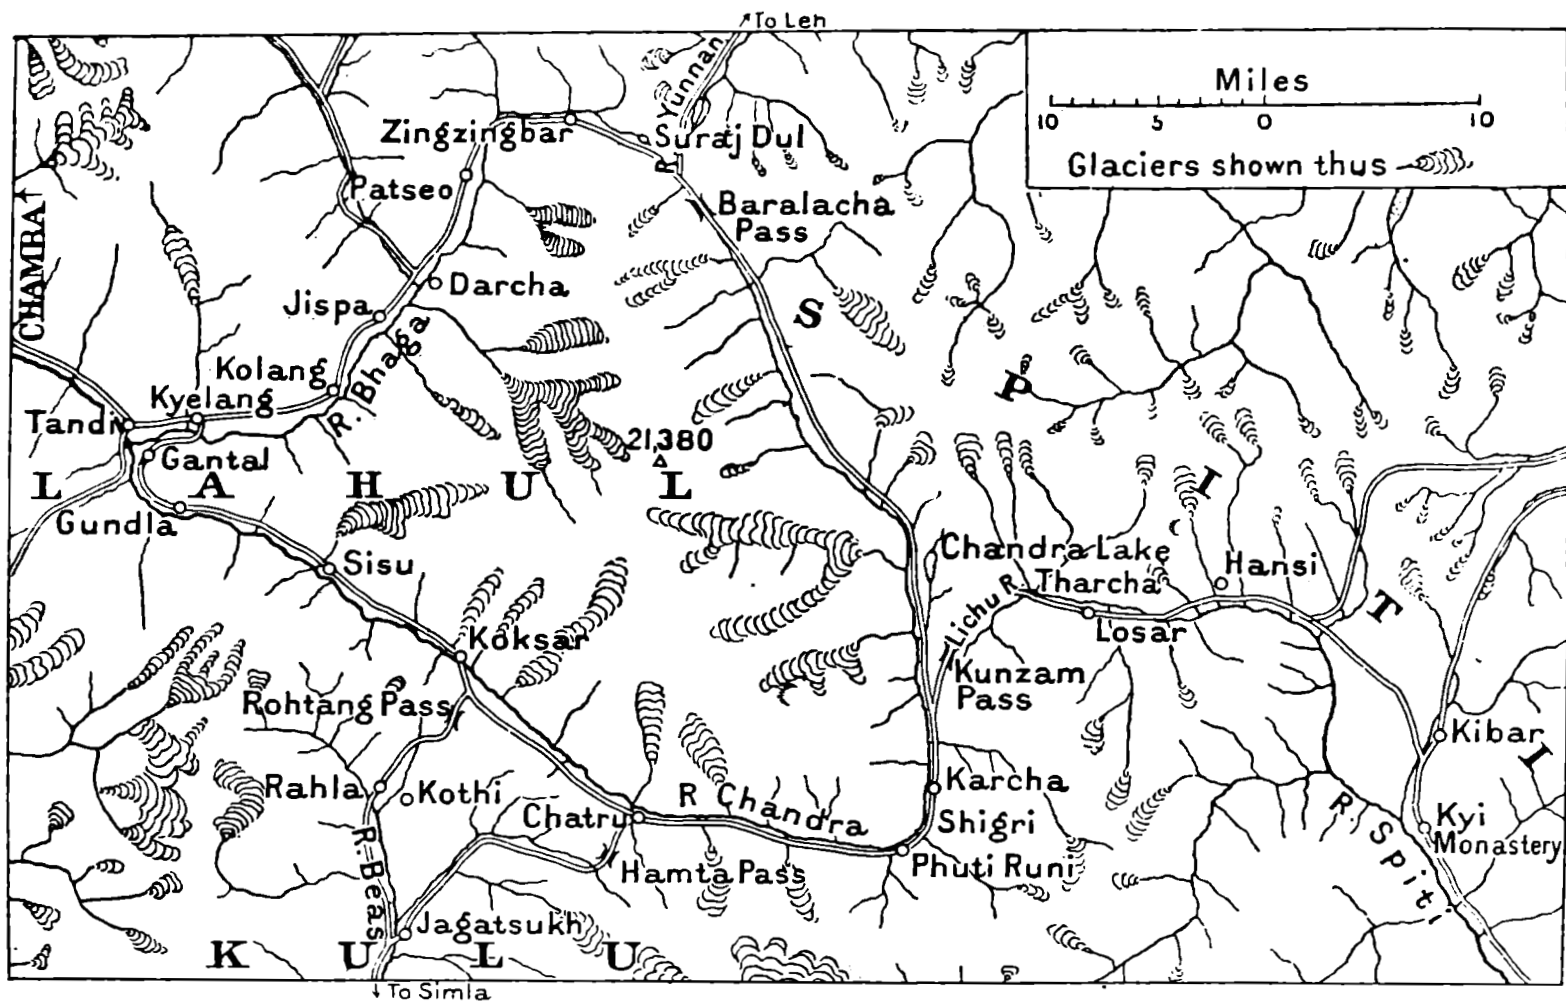 To Leh
Yunnan
R.
Miles
10 5 0 10
Glaciers shown thus
Zingzingbar
Suraj Dul
Patseo
Baralacha
Pass
CHAMBA
Darcha
Jispa
R. Bhaga
Kolang
Kyelang
Tandi
Gantal
21,380
LAHUL
SPITI
Gundla
Sisu
Chandra Lake
Lichu R.
Tharcha
Hansi
Losar
Koksar
Kunzam
Pass
Rohtang Pass
Kibar
Rahla
Kothi
R Chandra
Karcha
Chatru
Shigri
Kyi
Monastery
R. Spiti
Hamta Pass
Phuti Runi
R. Beas
Jagatsukh
KULU
To Simla